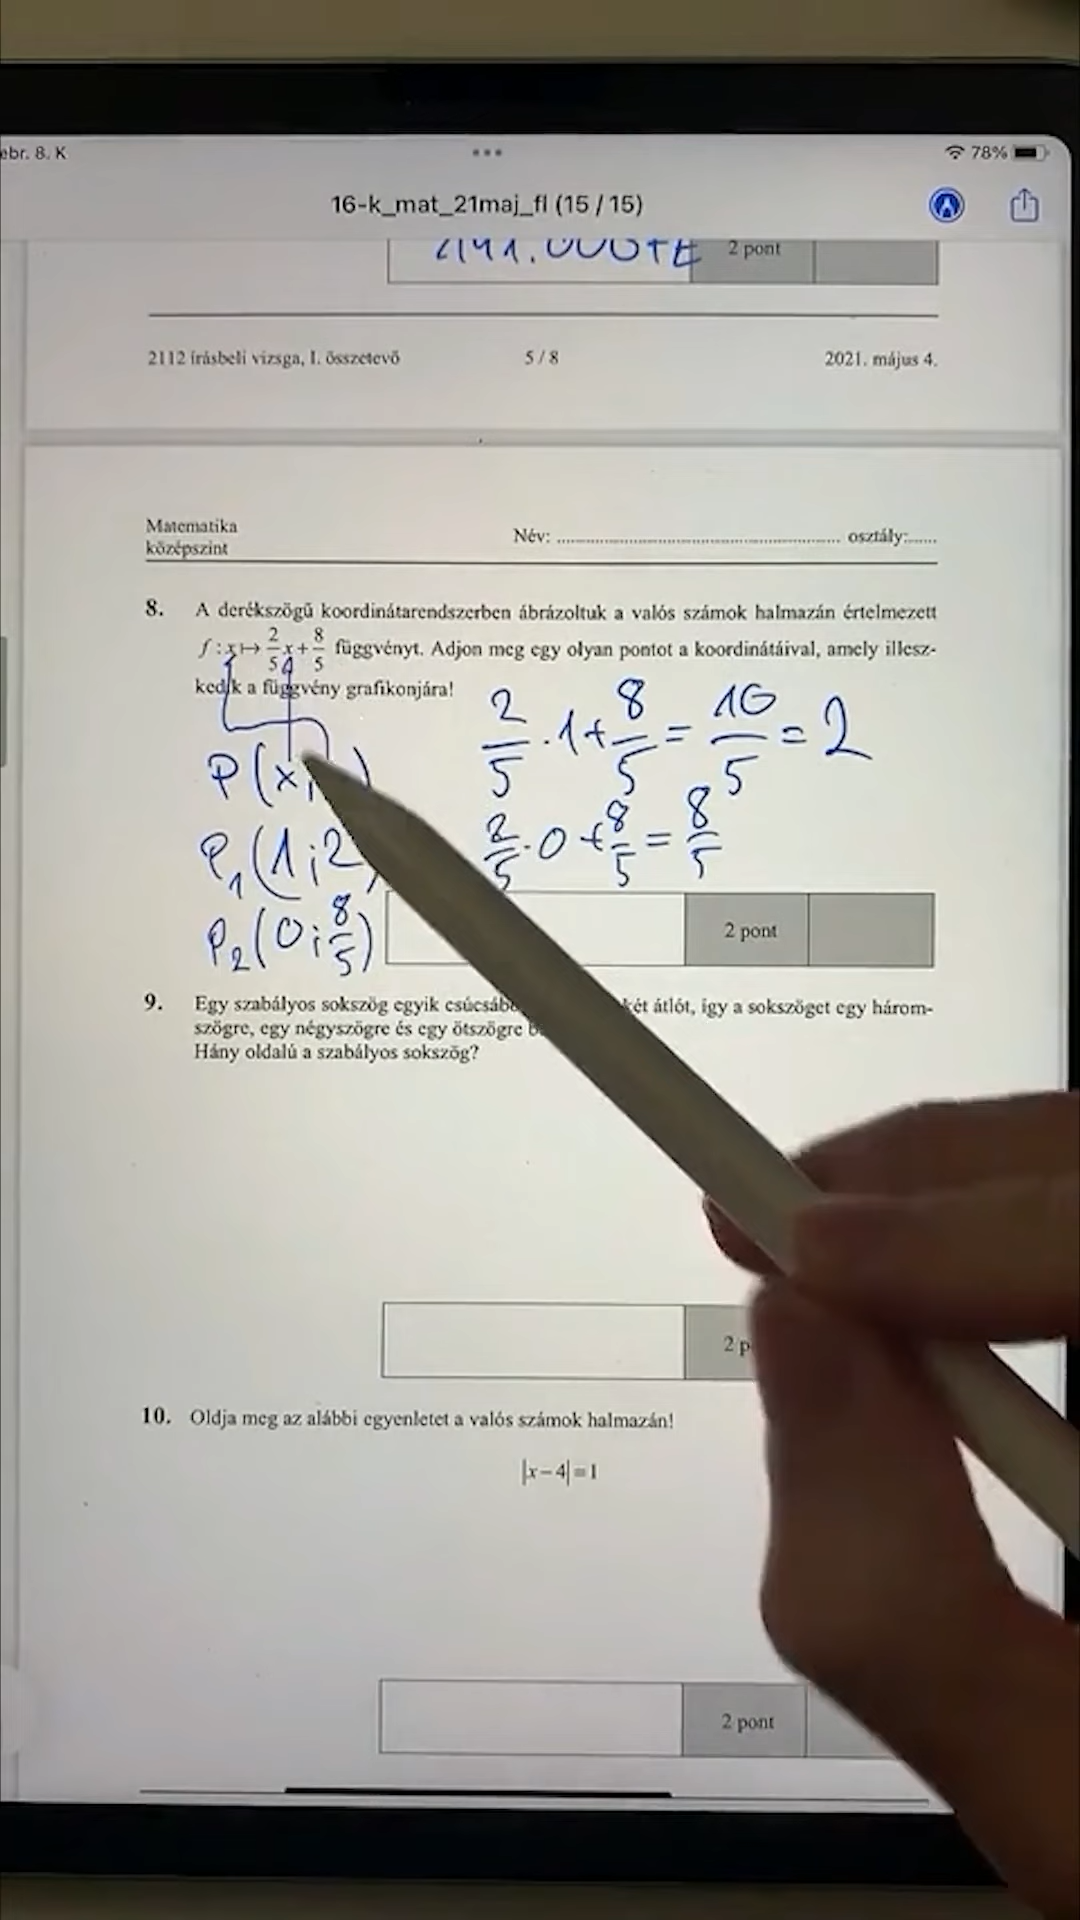 ebr. 8. K
78%
16-k_mat_21maj_fl (15 / 15)
2 pont
2112 írásbeli vizsga, I. összetevő 5 / 8 2021. május 4.
Matematika
középszint
Név: osztály:
8. A derékszögű koordinátarendszerben ábrázoltuk a valós számok halmazán értelmezett
f : x ↦ 2/5 x + 8/5 függvényt. Adjon meg egy olyan pontot a koordinátáival, amely illesz-
kedik a függvény grafikonjára!
2/5 · 1 + 8/5 = 10/5 = 2
P(x; )
2/5 · 0 + 8/5 = 8/5
P₁(1;2
P₂(0;8/5)
2 pont
9. Egy szabályos sokszög egyik két átlót, így a sokszöget egy három-
szögre, egy négyszögre és egy ötszögre
Hány oldalú a szabályos sokszög?
2 p
10. Oldja meg az alábbi egyenletet a valós számok halmazán!
|x – 4| = 1
2 pont